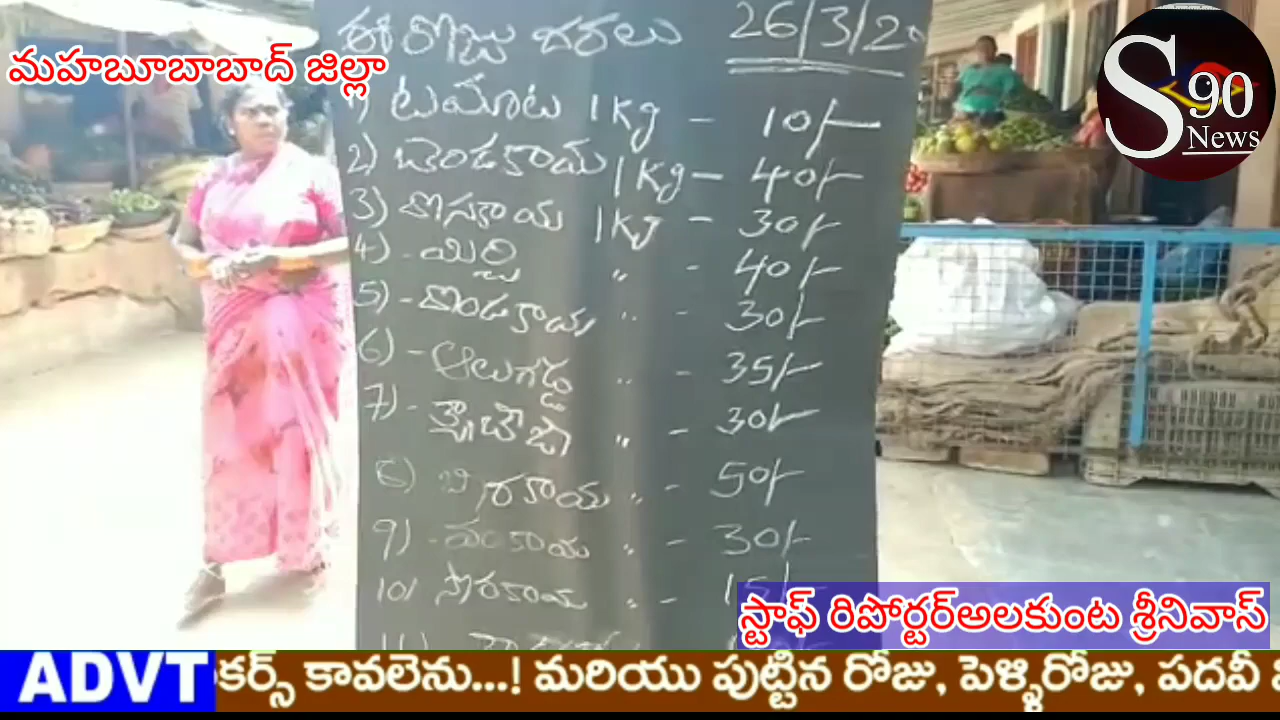 మహబూబాబాద్ జిల్లా
S 90 News
ఈ రోజు ధరలు 26/3/20
1) టమాట 1kg - 10/-
2) బెండకాయ 1kg - 40/-
3) దొస్కాయ 1kg - 30/-
4) - మిర్చి " - 40/-
5) - దొండకాయ " - 30/-
6) - ఆలుగడ్డ " - 35/-
7) - " - 30/-
8) బిరకాయ " - 50/-
9) - వంకాయ " - 30/-
10) సోరకాయ " - 15/-
11)
స్టాఫ్ రిపోర్టర్అలకుంట శ్రీనివాస్
ADVT కర్స్ కావలెను...! మరియు పుట్టిన రోజు, పెళ్ళిరోజు, పదవీ